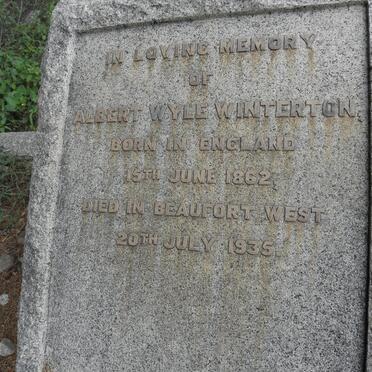 IN LOVING MEMORY
OF
ALBERT WYLE WINTERTON,
BORN IN ENGLAND
15TH JUNE 1862,
DIED IN BEAUFORT WEST
20TH JULY 1935.